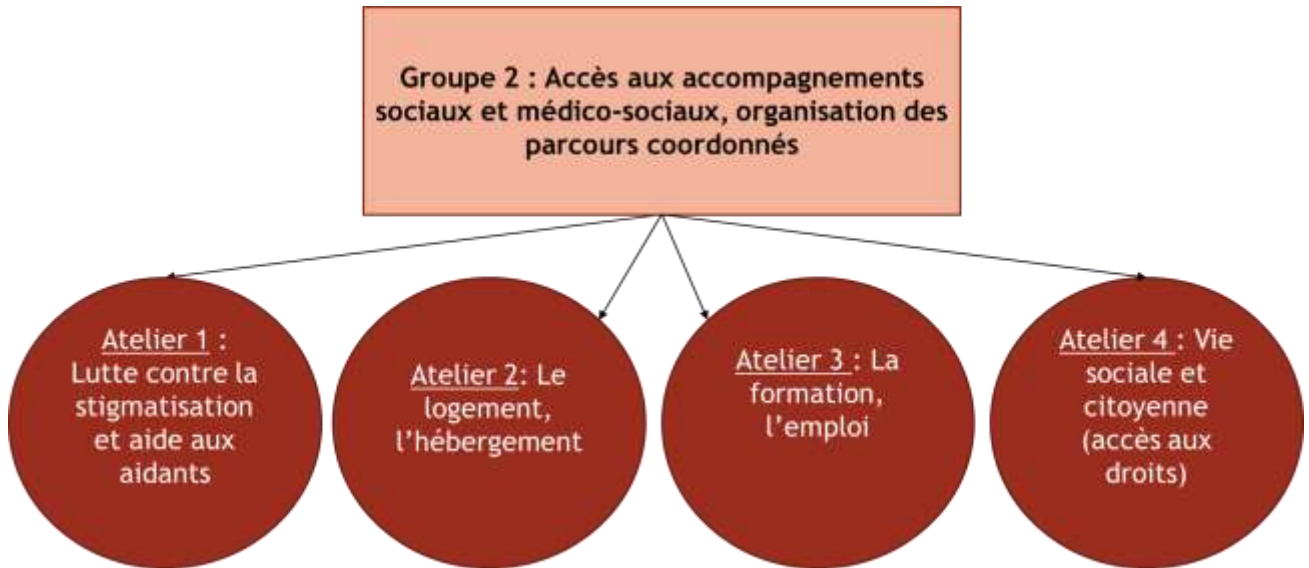 Groupe 2 : Accès aux accompagnements
sociaux et médico-sociaux, organisation des
parcours coordonnés
Atelier 1 :
Lutte contre la
stigmatisation
et aide aux
aidants
Atelier 2: Le
logement,
l’hébergement
Atelier 3 : La
formation,
l’emploi
Atelier 4 : Vie
sociale et
citoyenne
(accès aux
droits)